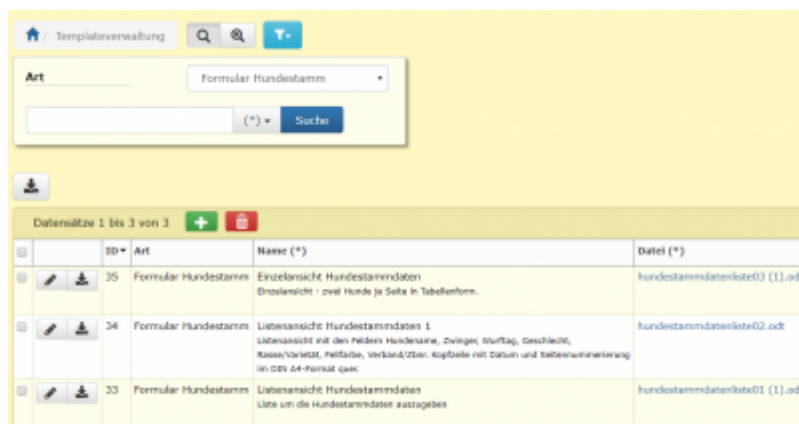 / Templateverwaltung
Art
Formular Hundestamm
(*)
Suche
Datensätze 1 bis 3 von 3
ID Art Name (*) Datei (*)
35 Formular Hundestamm Einzelansicht Hundestammdaten hundestammdatenliste03 (1).od
Einzelansicht - zwei Hunde je Seite in Tabellenform.
34 Formular Hundestamm Listenansicht Hundestammdaten 1 hundestammdatenliste02.odt
Listenansicht mit den Feldern Hundename, Zwinger, Wurftag, Geschlecht,
Rasse/Varietät, Fellfarbe, Verband/Zbnr. Kopfzeile mit Datum und Seitennummerierung
im DIN A4-Format quer.
33 Formular Hundestamm Listenansicht Hundestammdaten hundestammdatenliste01 (1).od
Liste um die Hundestammdaten auszugeben